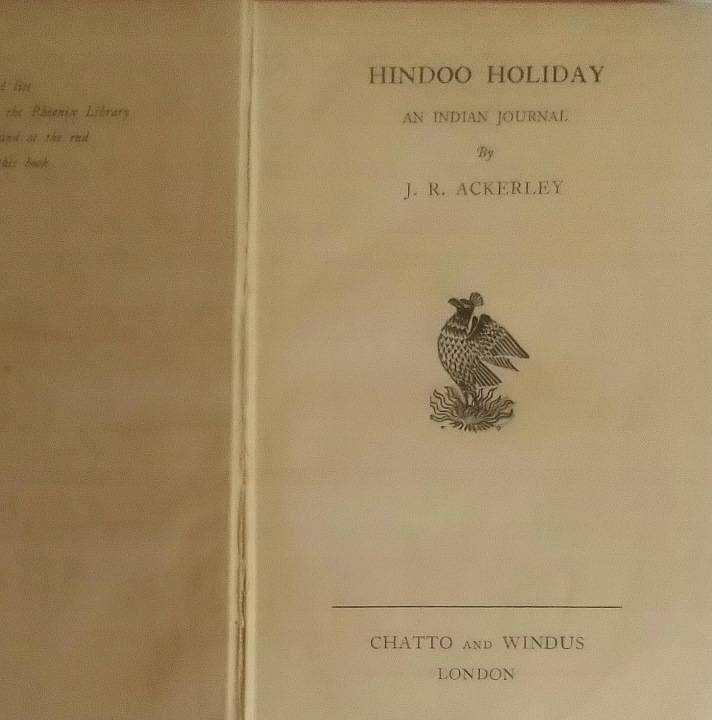 list
the Phoenix Library
at the end
this book
HINDOO HOLIDAY
AN INDIAN JOURNAL
By
J. R. ACKERLEY
CHATTO AND WINDUS
LONDON